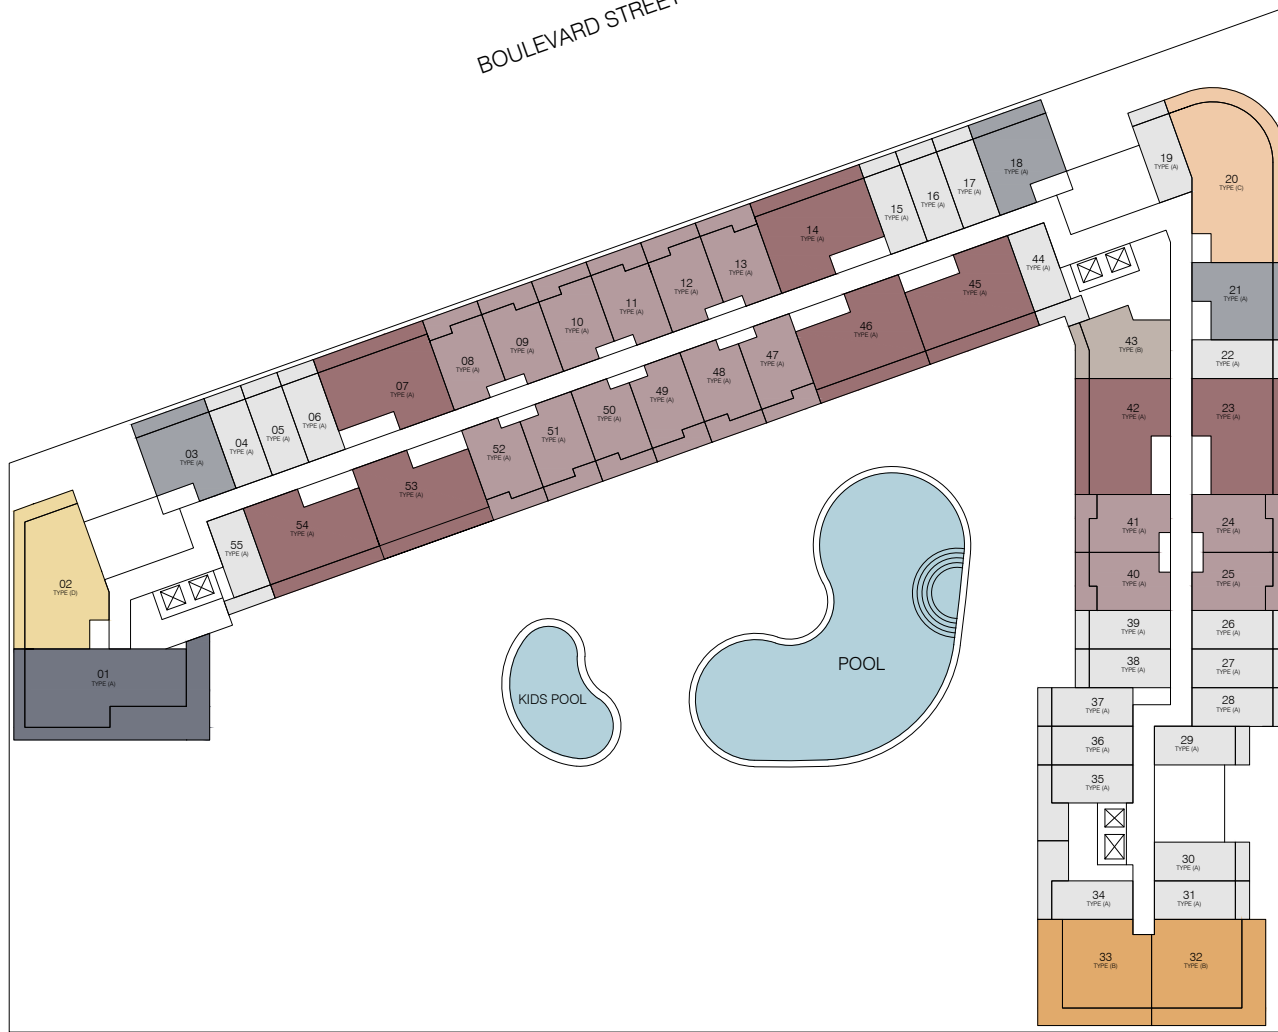 BOULEVARD STREET
01
TYPE (A)
02
TYPE (D)
03
TYPE (A)
04
TYPE (A)
05
TYPE (A)
06
TYPE (A)
07
TYPE (A)
08
TYPE (A)
09
TYPE (A)
10
TYPE (A)
11
TYPE (A)
12
TYPE (A)
13
TYPE (A)
14
TYPE (A)
15
TYPE (A)
16
TYPE (A)
17
TYPE (A)
18
TYPE (A)
19
TYPE (A)
20
TYPE (C)
21
TYPE (A)
22
TYPE (A)
23
TYPE (A)
24
TYPE (A)
25
TYPE (A)
26
TYPE (A)
27
TYPE (A)
28
TYPE (A)
29
TYPE (A)
30
TYPE (A)
31
TYPE (A)
32
TYPE (B)
33
TYPE (B)
34
TYPE (A)
35
TYPE (A)
36
TYPE (A)
37
TYPE (A)
38
TYPE (A)
39
TYPE (A)
40
TYPE (A)
41
TYPE (A)
42
TYPE (A)
43
TYPE (B)
44
TYPE (A)
45
TYPE (A)
46
TYPE (A)
47
TYPE (A)
48
TYPE (A)
49
TYPE (A)
50
TYPE (A)
51
TYPE (A)
52
TYPE (A)
53
TYPE (A)
54
TYPE (A)
55
TYPE (A)
KIDS POOL
POOL